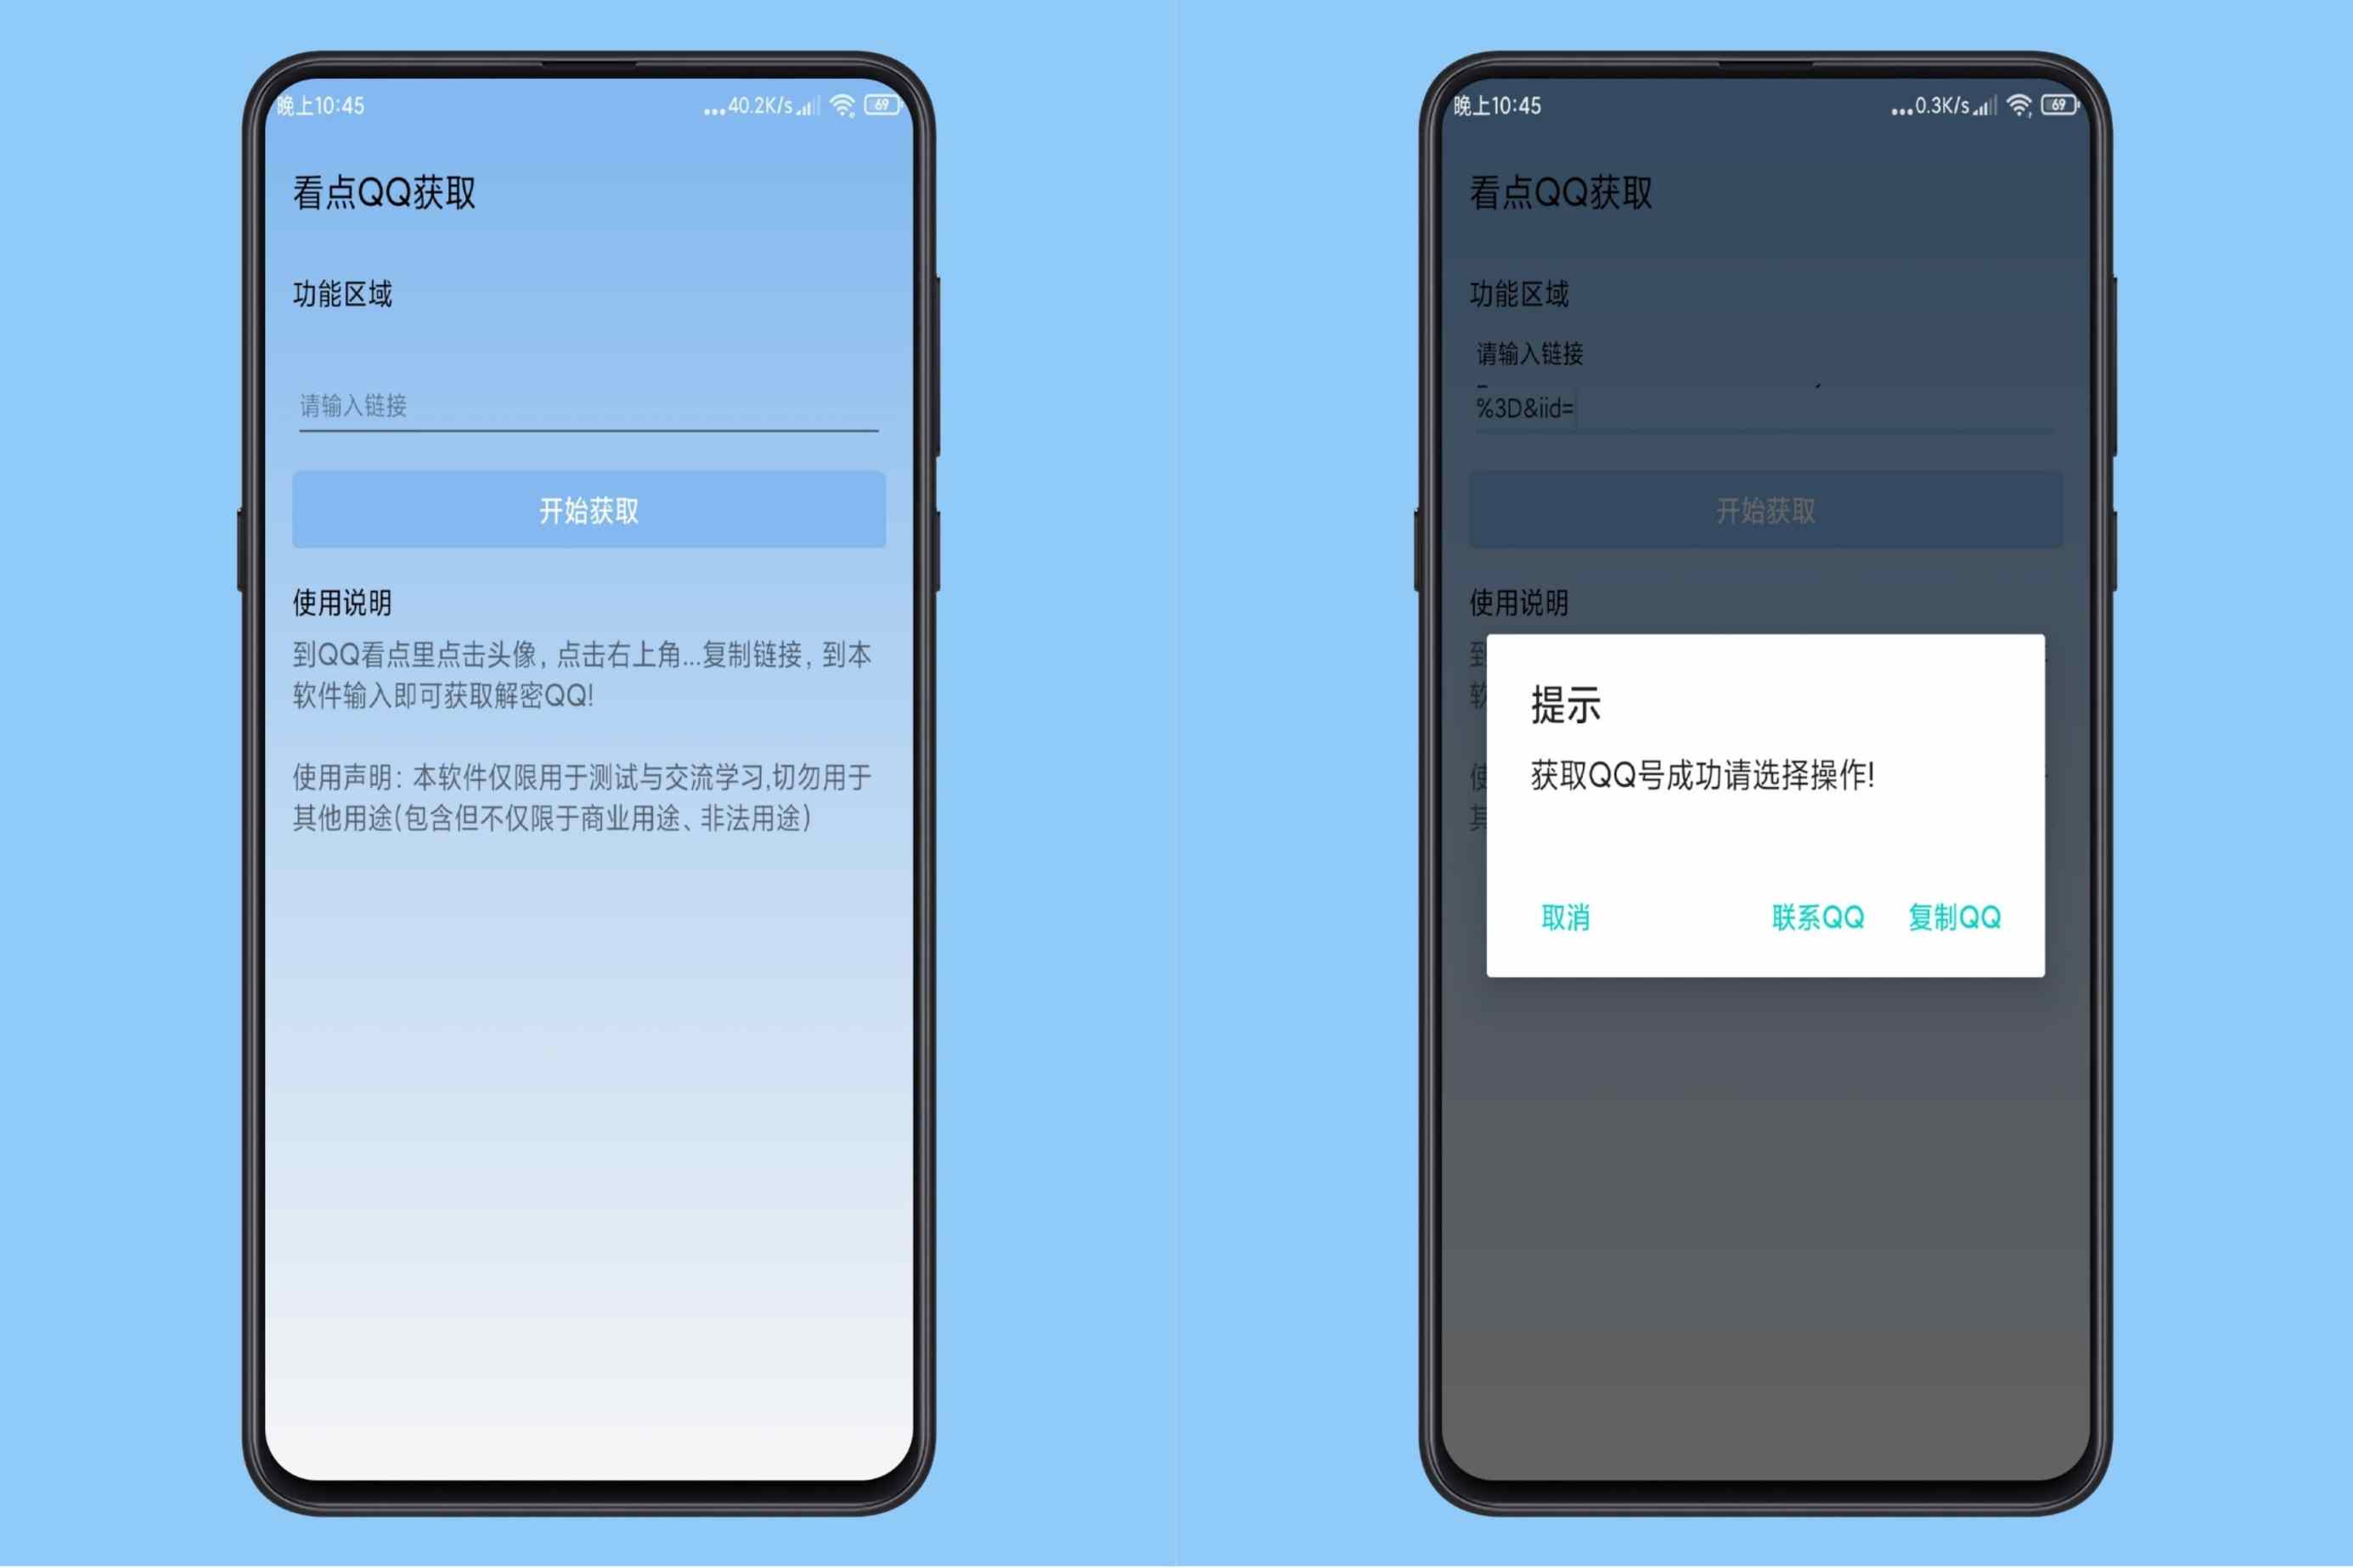 晚上10:45
...40.2K/s
69
看点QQ获取
功能区域
请输入链接
开始获取
使用说明
到QQ看点里点击头像，点击右上角...复制链接，到本
软件输入即可获取解密QQ!
使用声明：本软件仅限用于测试与交流学习,切勿用于
其他用途(包含但不仅限于商业用途、非法用途)
晚上10:45
...0.3K/s
69
看点QQ获取
功能区域
请输入链接
%3D&iid=
开始获取
使用说明
提示
获取QQ号成功请选择操作!
取消
联系QQ
复制QQ